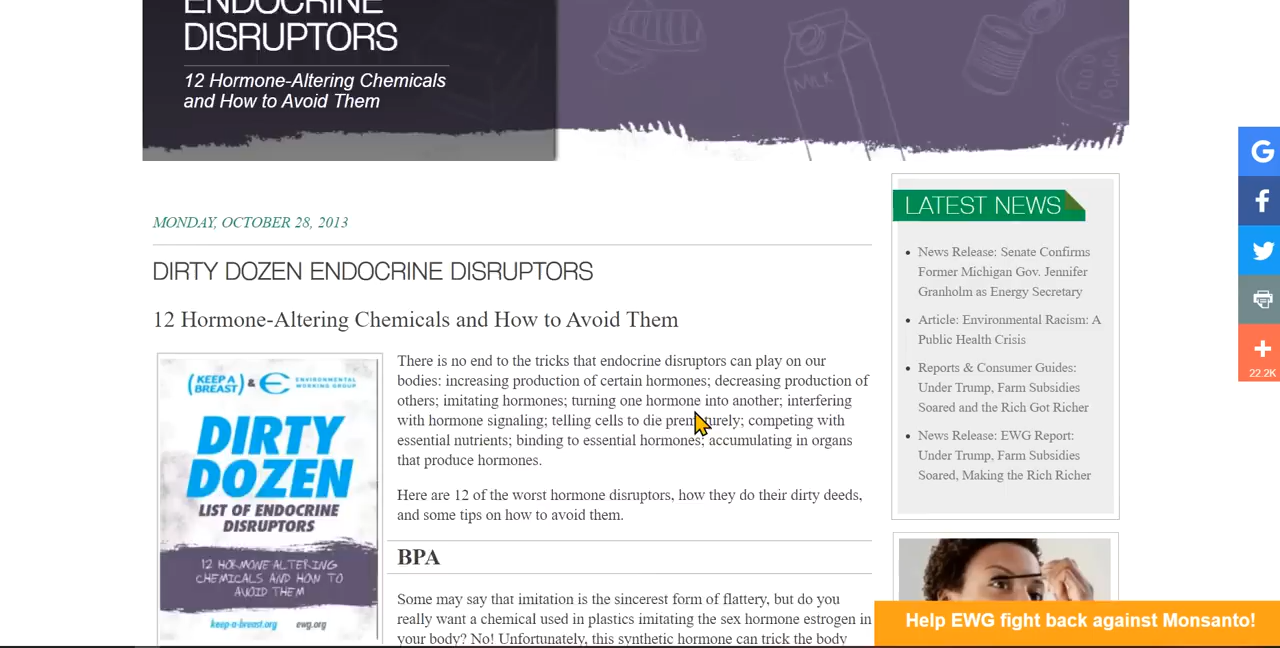 ENDOCRINE
DISRUPTORS
12 Hormone-Altering Chemicals
and How to Avoid Them
MILK
MONDAY, OCTOBER 28, 2013
DIRTY DOZEN ENDOCRINE DISRUPTORS
12 Hormone-Altering Chemicals and How to Avoid Them
(KEEP A BREAST) & ENVIRONMENTAL WORKING GROUP
DIRTY
DOZEN
LIST OF ENDOCRINE
DISRUPTORS
12 HORMONE ALTERING
CHEMICALS AND HOW TO
AVOID THEM
keep-a-breast.org ewg.org
There is no end to the tricks that endocrine disruptors can play on our
bodies: increasing production of certain hormones; decreasing production of
others; imitating hormones; turning one hormone into another; interfering
with hormone signaling; telling cells to die prematurely; competing with
essential nutrients; binding to essential hormones; accumulating in organs
that produce hormones.
Here are 12 of the worst hormone disruptors, how they do their dirty deeds,
and some tips on how to avoid them.
BPA
Some may say that imitation is the sincerest form of flattery, but do you
really want a chemical used in plastics imitating the sex hormone estrogen in
your body? No! Unfortunately, this synthetic hormone can trick the body
LATEST NEWS
• News Release: Senate Confirms
Former Michigan Gov. Jennifer
Granholm as Energy Secretary
• Article: Environmental Racism: A
Public Health Crisis
• Reports & Consumer Guides:
Under Trump, Farm Subsidies
Soared and the Rich Got Richer
• News Release: EWG Report:
Under Trump, Farm Subsidies
Soared, Making the Rich Richer
22.2K
Help EWG fight back against Monsanto!